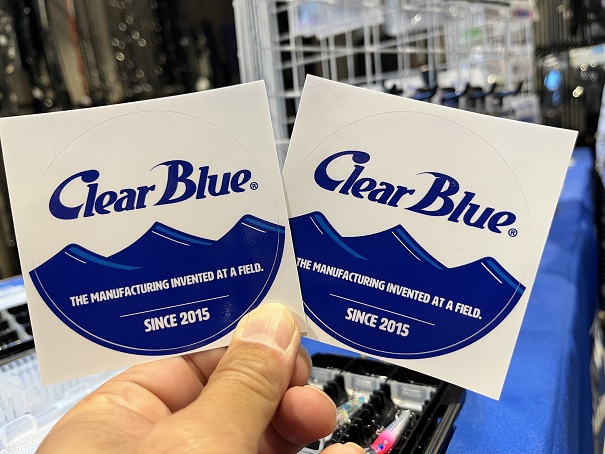 Clear Blue®
THE MANUFACTURING INVENTED AT A FIELD.
SINCE 2015
Clear Blue®
THE MANUFACTURING INVENTED AT A FIELD.
SINCE 2015